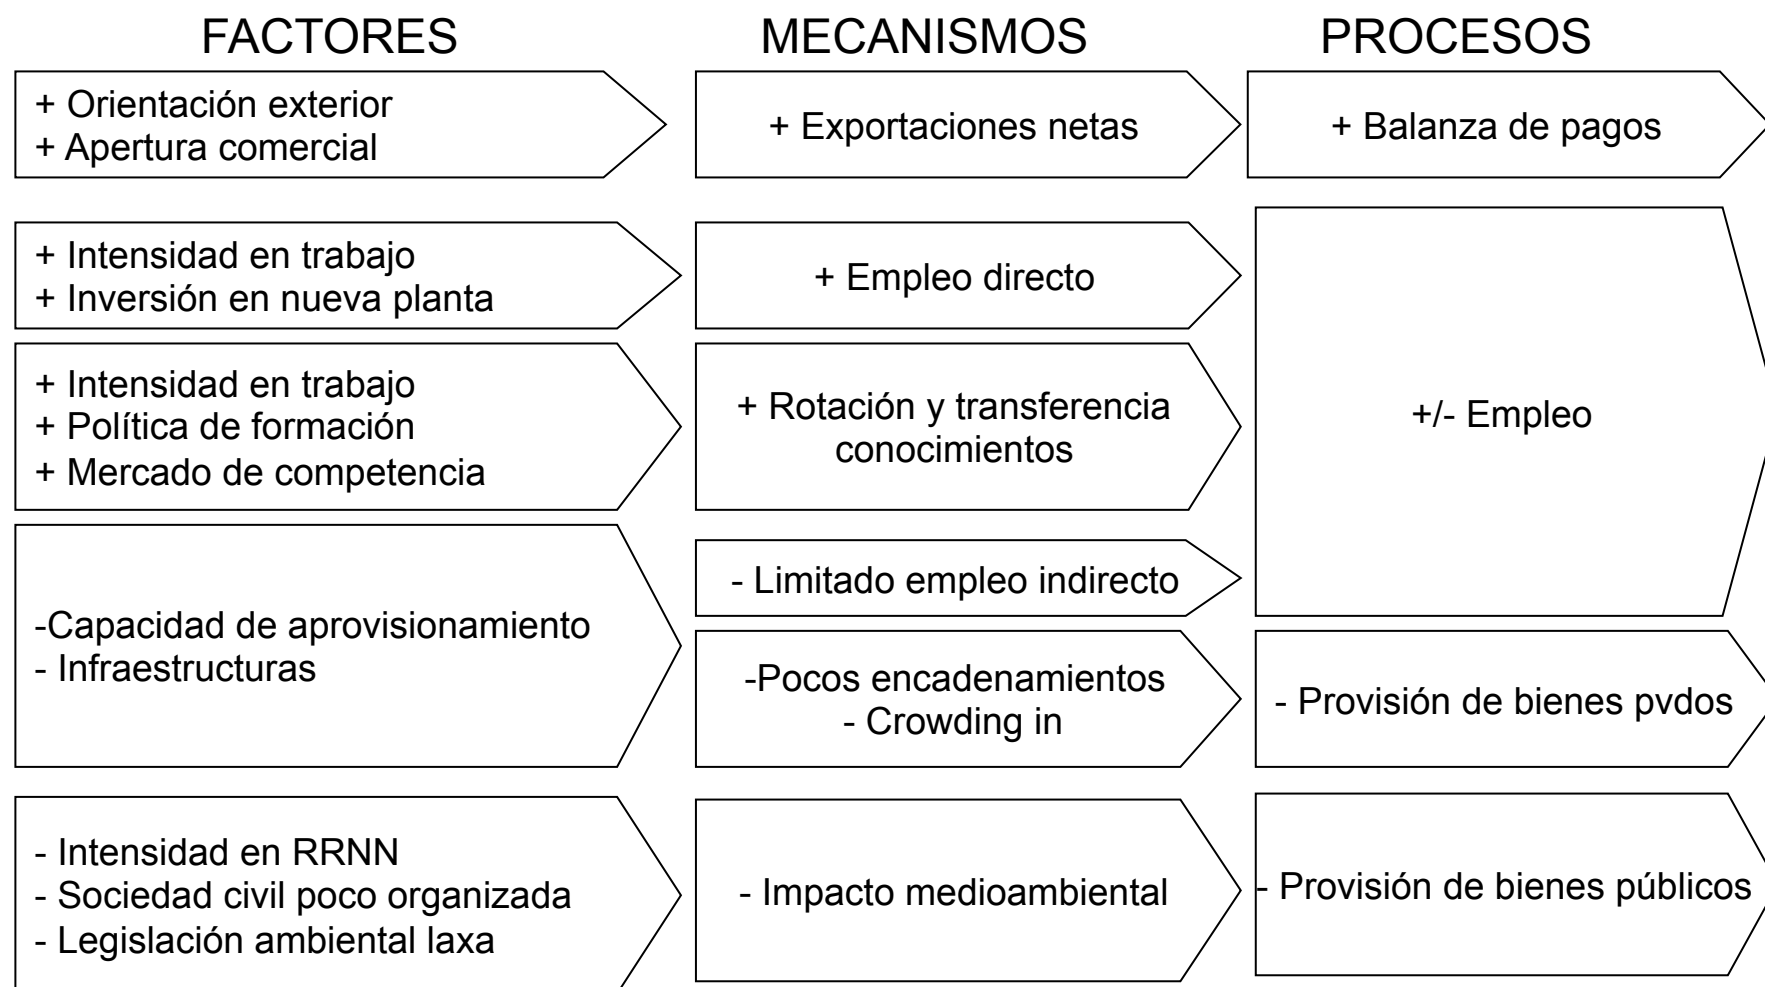 FACTORES
MECANISMOS
PROCESOS
+ Orientación exterior
+ Apertura comercial
+ Exportaciones netas
+ Balanza de pagos
+ Intensidad en trabajo
+ Inversión en nueva planta
+ Empleo directo
+ Intensidad en trabajo
+ Política de formación
+ Mercado de competencia
+ Rotación y transferencia
conocimientos
+/- Empleo
-Capacidad de aprovisionamiento
- Infraestructuras
- Limitado empleo indirecto
-Pocos encadenamientos
- Crowding in
- Provisión de bienes pvdos
- Intensidad en RRNN
- Sociedad civil poco organizada
- Legislación ambiental laxa
- Impacto medioambiental
- Provisión de bienes públicos